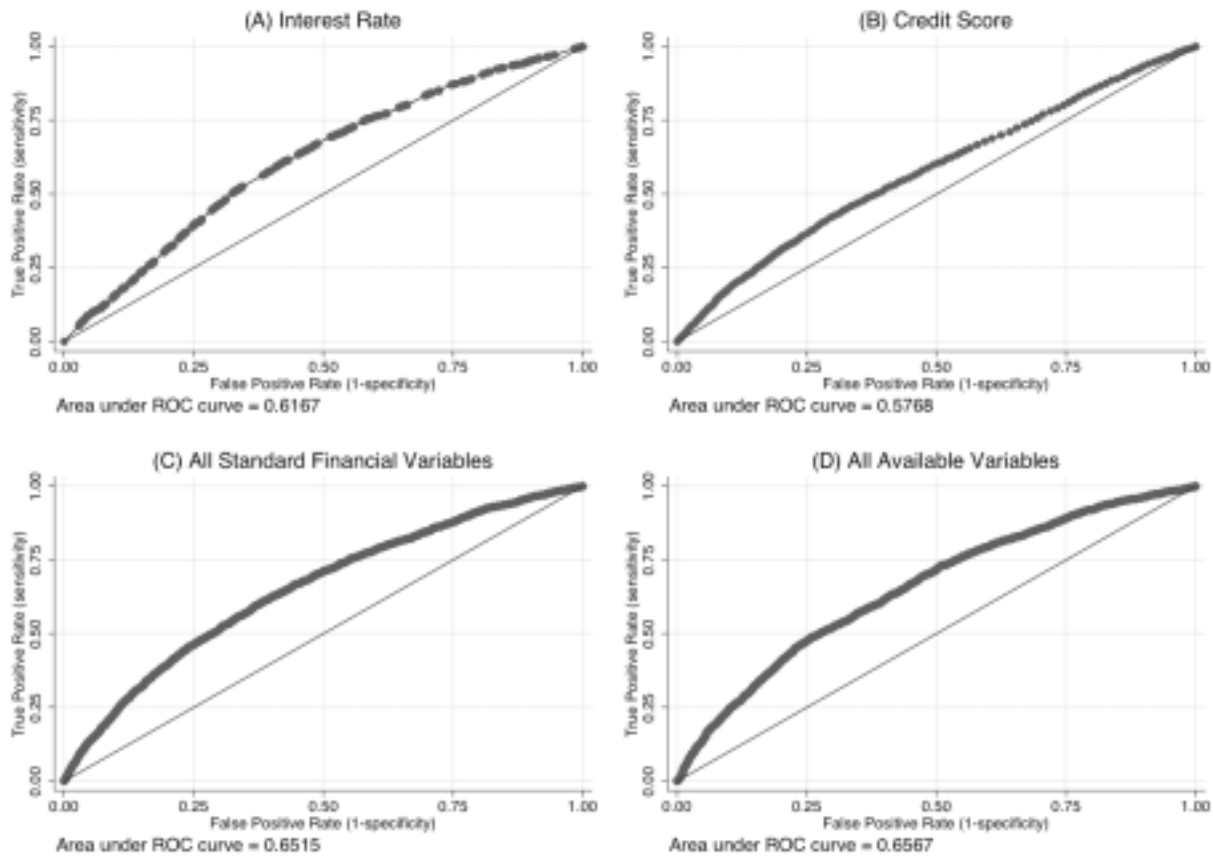 (A) Interest Rate
True Positive Rate (sensitivity)
0.00 0.25 0.50 0.75 1.00
0.00 0.25 0.50 0.75 1.00
False Positive Rate (1-specificity)
Area under ROC curve = 0.6167
(B) Credit Score
True Positive Rate (sensitivity)
0.00 0.25 0.50 0.75 1.00
0.00 0.25 0.50 0.75 1.00
False Positive Rate (1-specificity)
Area under ROC curve = 0.5768
(C) All Standard Financial Variables
True Positive Rate (sensitivity)
0.00 0.25 0.50 0.75 1.00
0.00 0.25 0.50 0.75 1.00
False Positive Rate (1-specificity)
Area under ROC curve = 0.6515
(D) All Available Variables
True Positive Rate (sensitivity)
0.00 0.25 0.50 0.75 1.00
0.00 0.25 0.50 0.75 1.00
False Positive Rate (1-specificity)
Area under ROC curve = 0.6567